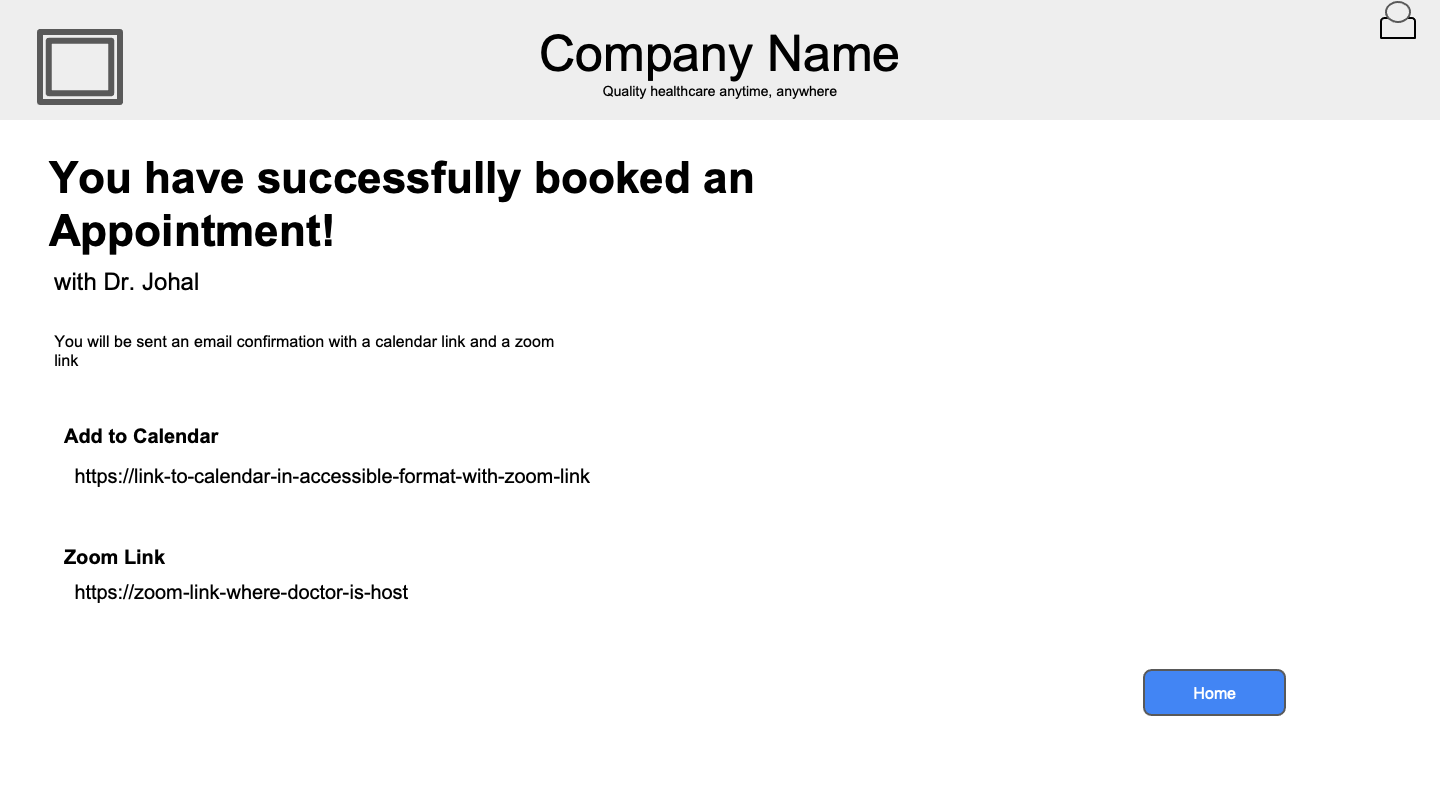 Company Name
Quality healthcare anytime, anywhere
You have successfully booked an
Appointment!
with Dr. Johal
You will be sent an email confirmation with a calendar link and a zoom
link
Add to Calendar
https://link-to-calendar-in-accessible-format-with-zoom-link
Zoom Link
https://zoom-link-where-doctor-is-host
Home